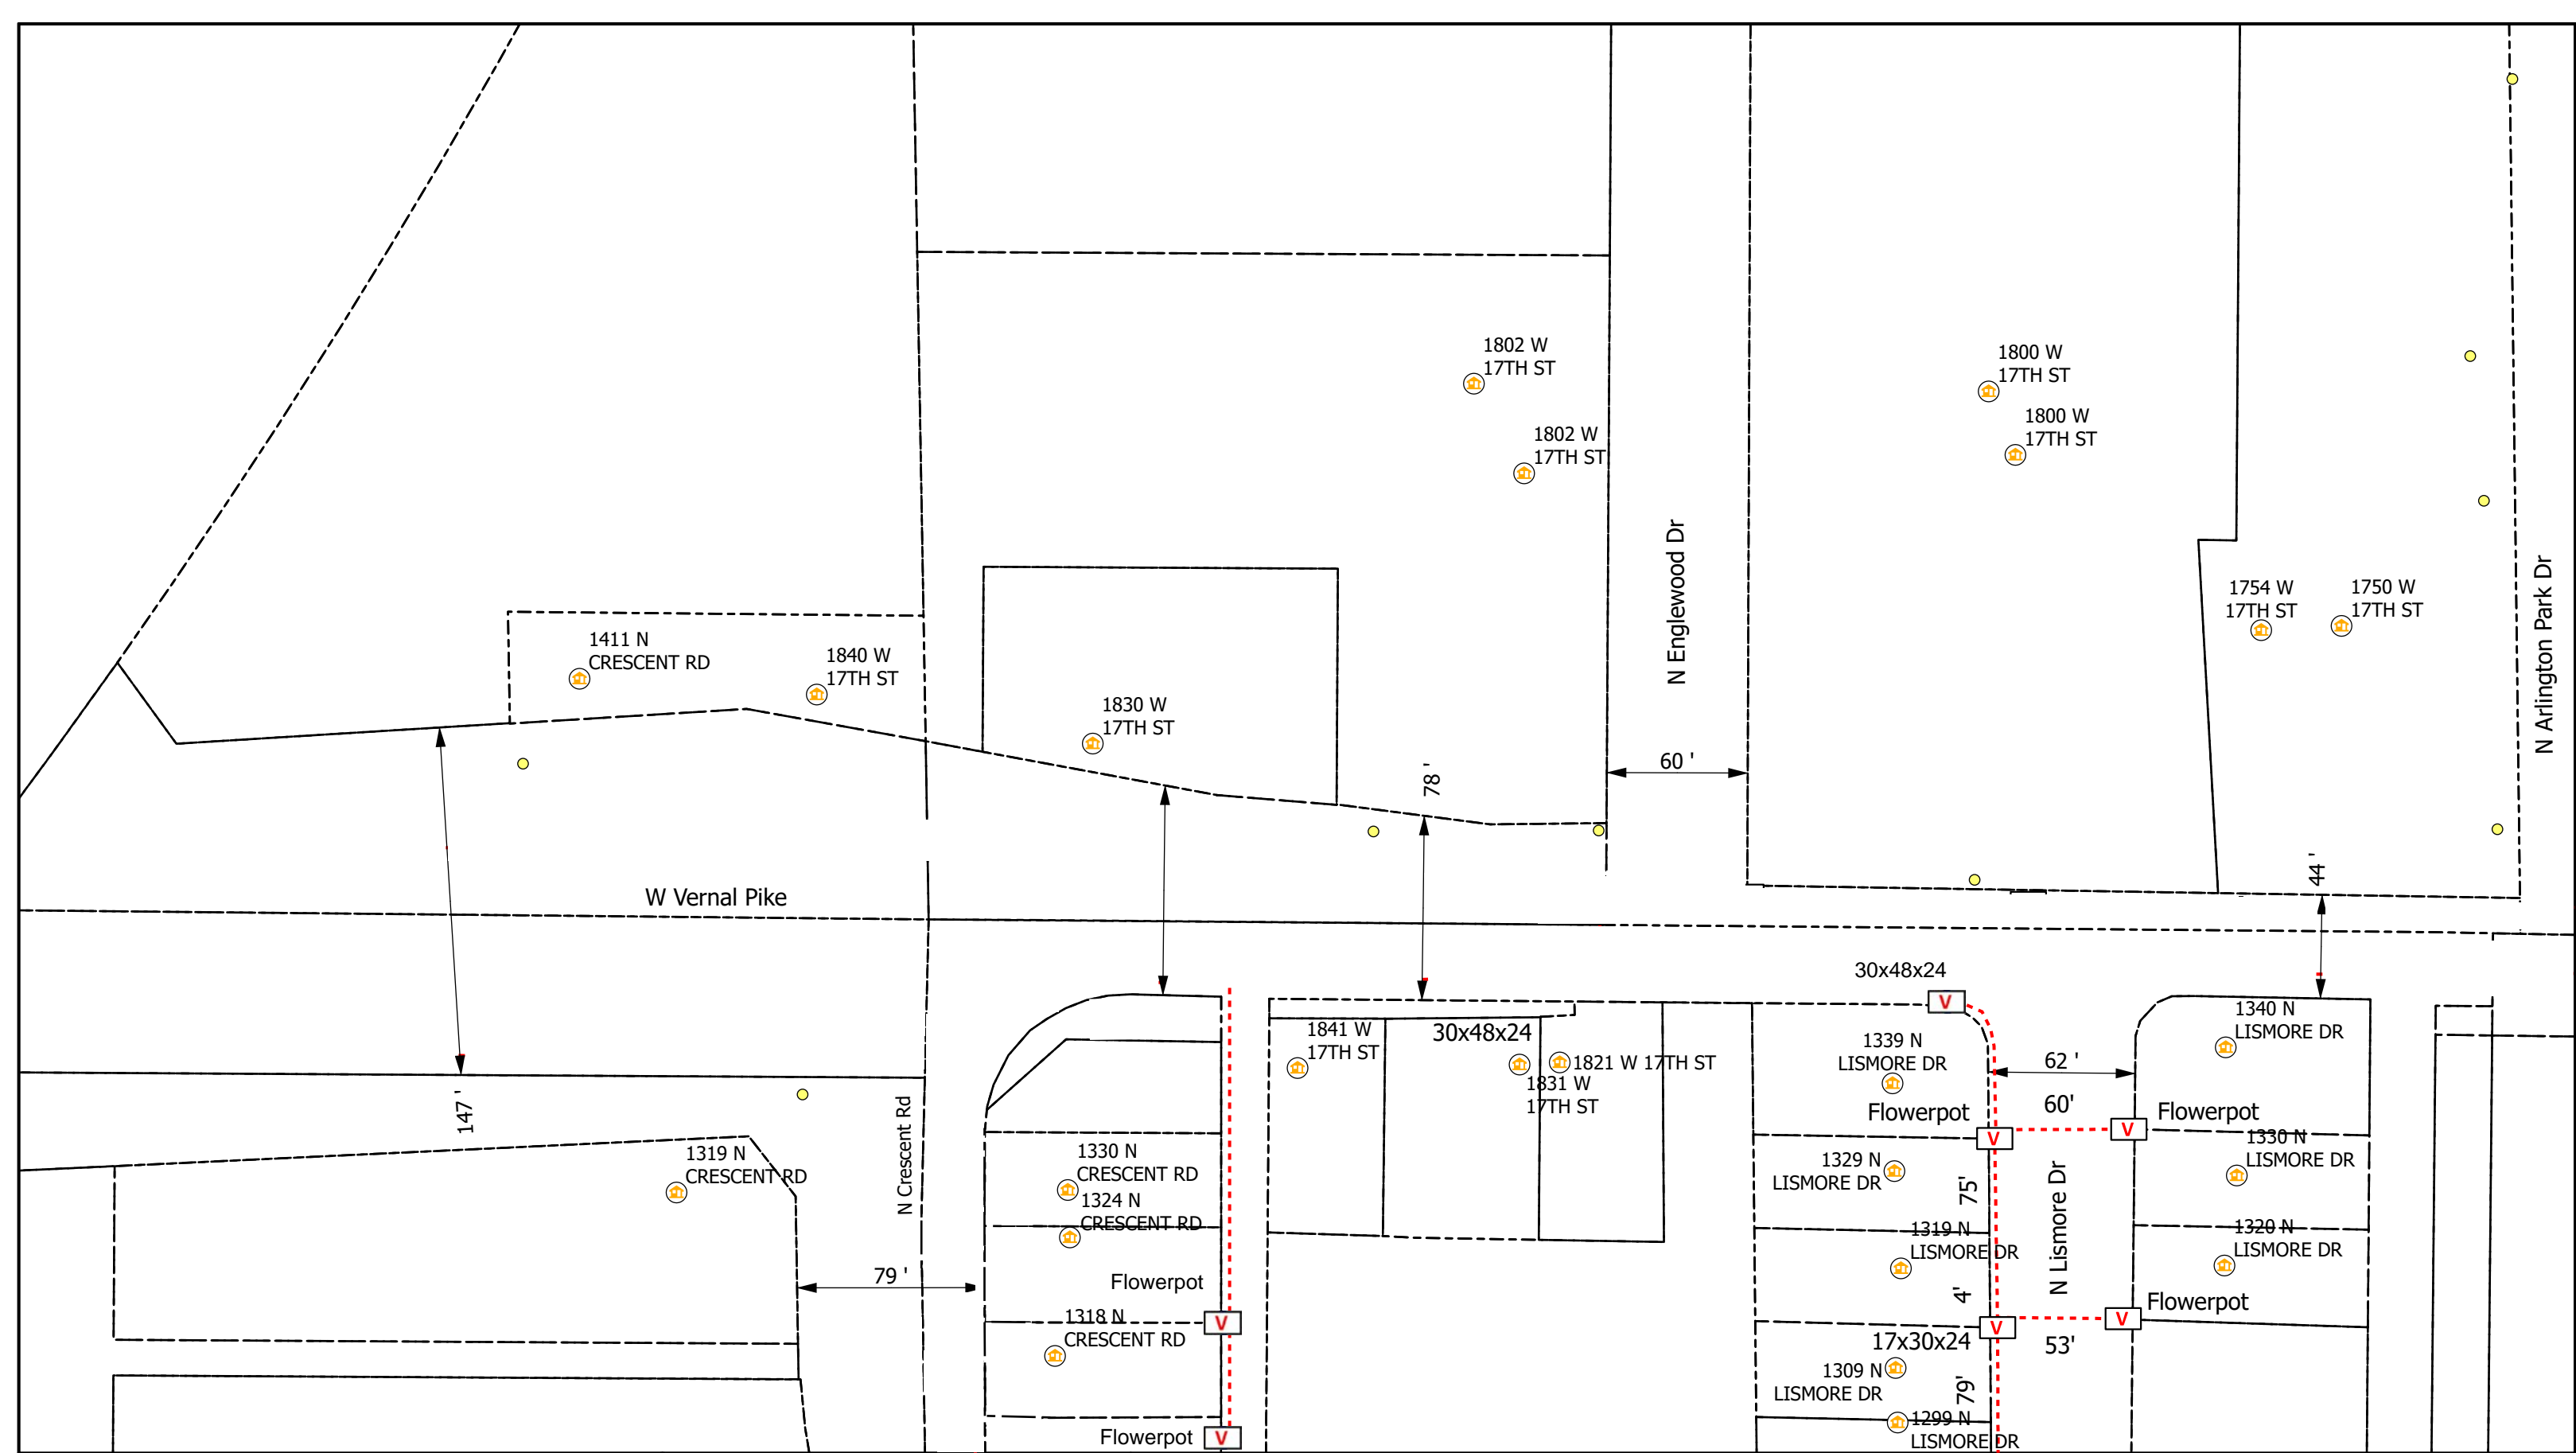 1802 W
17TH ST
1800 W
17TH ST
1802 W
17TH ST
1800 W
17TH ST
N Englewood Dr
N Arlington Park Dr
1754 W
17TH ST
1750 W
17TH ST
1411 N
CRESCENT RD
1840 W
17TH ST
1830 W
17TH ST
78 '
60 '
44 '
W Vernal Pike
30x48x24
V
1340 N
LISMORE DR
1841 W
17TH ST
30x48x24
1821 W 17TH ST
1831 W
17TH ST
1339 N
LISMORE DR
62 '
60'
Flowerpot
V
V
Flowerpot
147 '
N Crescent Rd
1319 N
CRESCENT RD
1330 N
CRESCENT RD
1324 N
CRESCENT RD
1329 N
LISMORE DR
75'
N Lismore Dr
1330 N
LISMORE DR
1319 N
LISMORE DR
1320 N
LISMORE DR
79 '
Flowerpot
V
1318 N
CRESCENT RD
4'
V
V
Flowerpot
17x30x24
53'
1309 N
LISMORE DR
79'
1299 N
LISMORE DR
Flowerpot
V